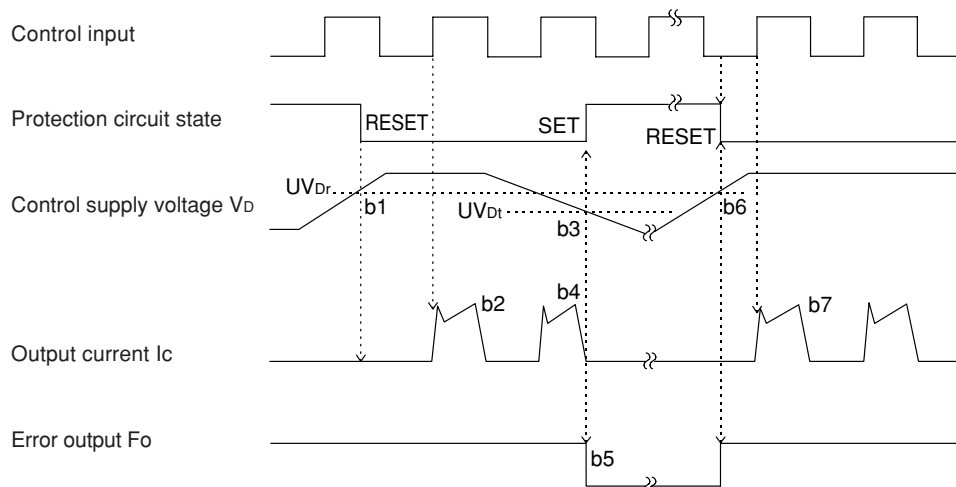 Control input
Protection circuit state
RESET
SET
RESET
UVDr
Control supply voltage VD
b1
UVDt
b3
b6
b2
b4
b7
Output current Ic
Error output Fo
b5